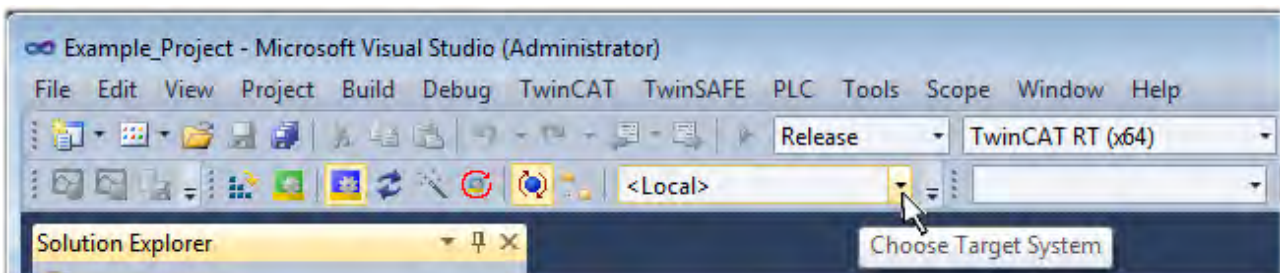 Example_Project - Microsoft Visual Studio (Administrator)
File Edit View Project Build Debug TwinCAT TwinSAFE PLC Tools Scope Window Help
Release TwinCAT RT (x64)
<Local>
Solution Explorer Choose Target System